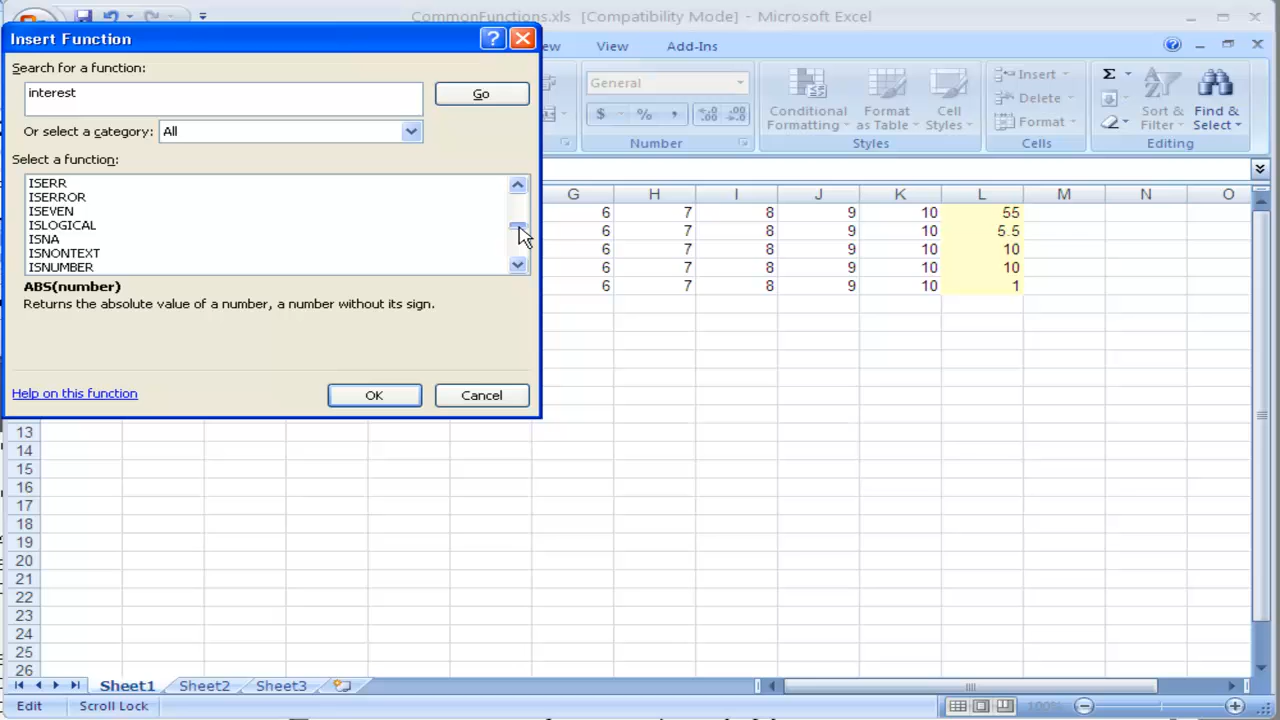 CommonFunctions.xls [Compatibility Mode] - Microsoft Excel
Insert Function
View Add-Ins
Search for a function:
interest
Go
Or select a category: All
Select a function:
ISERR
ISERROR
ISEVEN
ISLOGICAL
ISNA
ISNONTEXT
ISNUMBER
ABS(number)
Returns the absolute value of a number, a number without its sign.
Help on this function
OK
Cancel
General
$ % ,
Number
Conditional Formatting
Format as Table
Cell Styles
Styles
Insert
Delete
Format
Cells
Σ
Sort & Filter
Find & Select
Editing
G H I J K L M N O
6 7 8 9 10 55
6 7 8 9 10 5.5
6 7 8 9 10 10
6 7 8 9 10 10
6 7 8 9 10 1
13
14
15
16
17
18
19
20
21
22
23
24
25
26
Sheet1 Sheet2 Sheet3
Edit Scroll Lock 100%